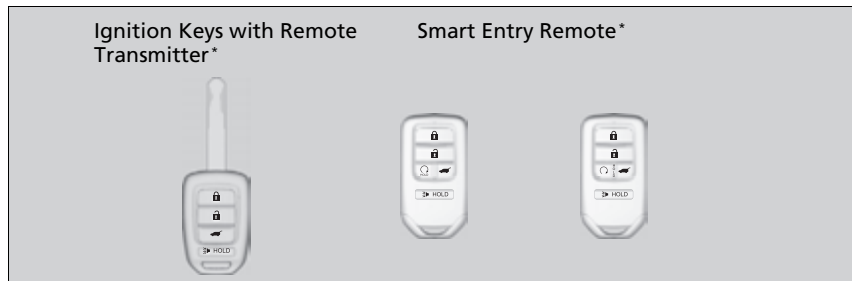 Ignition Keys with Remote
Transmitter*
Smart Entry Remote*
HOLD
HOLD
HOLD